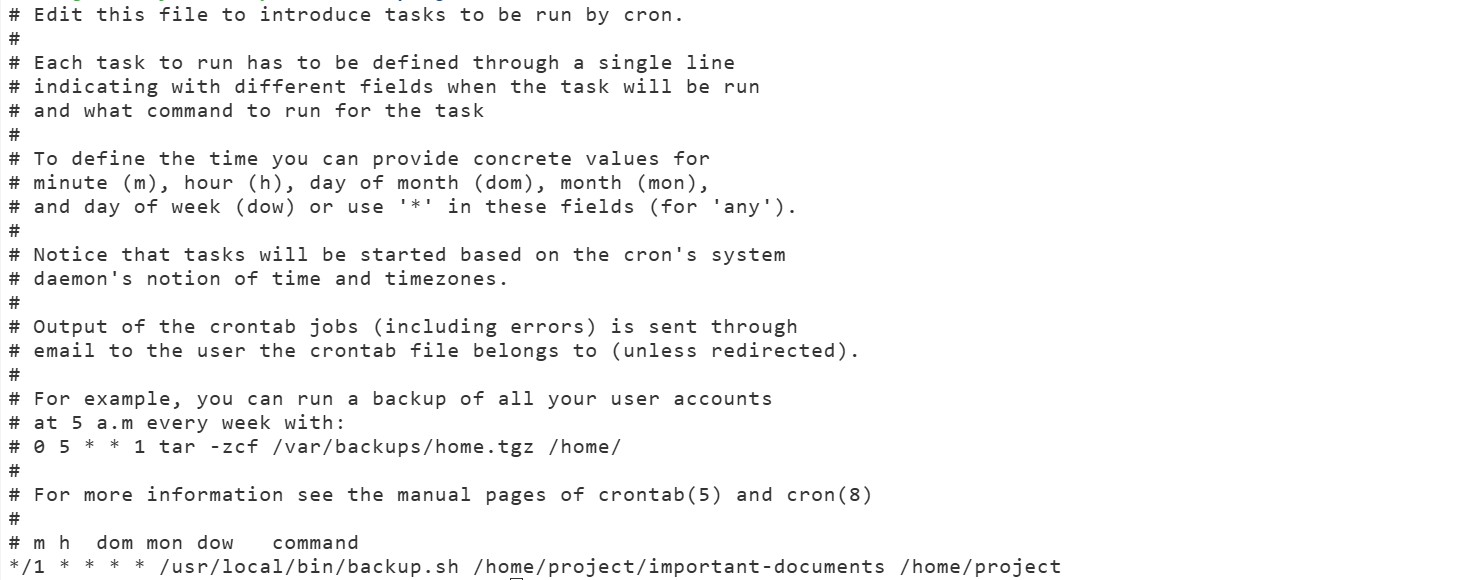 # Edit this file to introduce tasks to be run by cron.
#
# Each task to run has to be defined through a single line
# indicating with different fields when the task will be run
# and what command to run for the task
#
# To define the time you can provide concrete values for
# minute (m), hour (h), day of month (dom), month (mon),
# and day of week (dow) or use '*' in these fields (for 'any').
#
# Notice that tasks will be started based on the cron's system
# daemon's notion of time and timezones.
#
# Output of the crontab jobs (including errors) is sent through
# email to the user the crontab file belongs to (unless redirected).
#
# For example, you can run a backup of all your user accounts
# at 5 a.m every week with:
# 0 5 * * 1 tar -zcf /var/backups/home.tgz /home/
#
# For more information see the manual pages of crontab(5) and cron(8)
#
# m h  dom mon dow   command
*/1 * * * * /usr/local/bin/backup.sh /home/project/important-documents /home/project